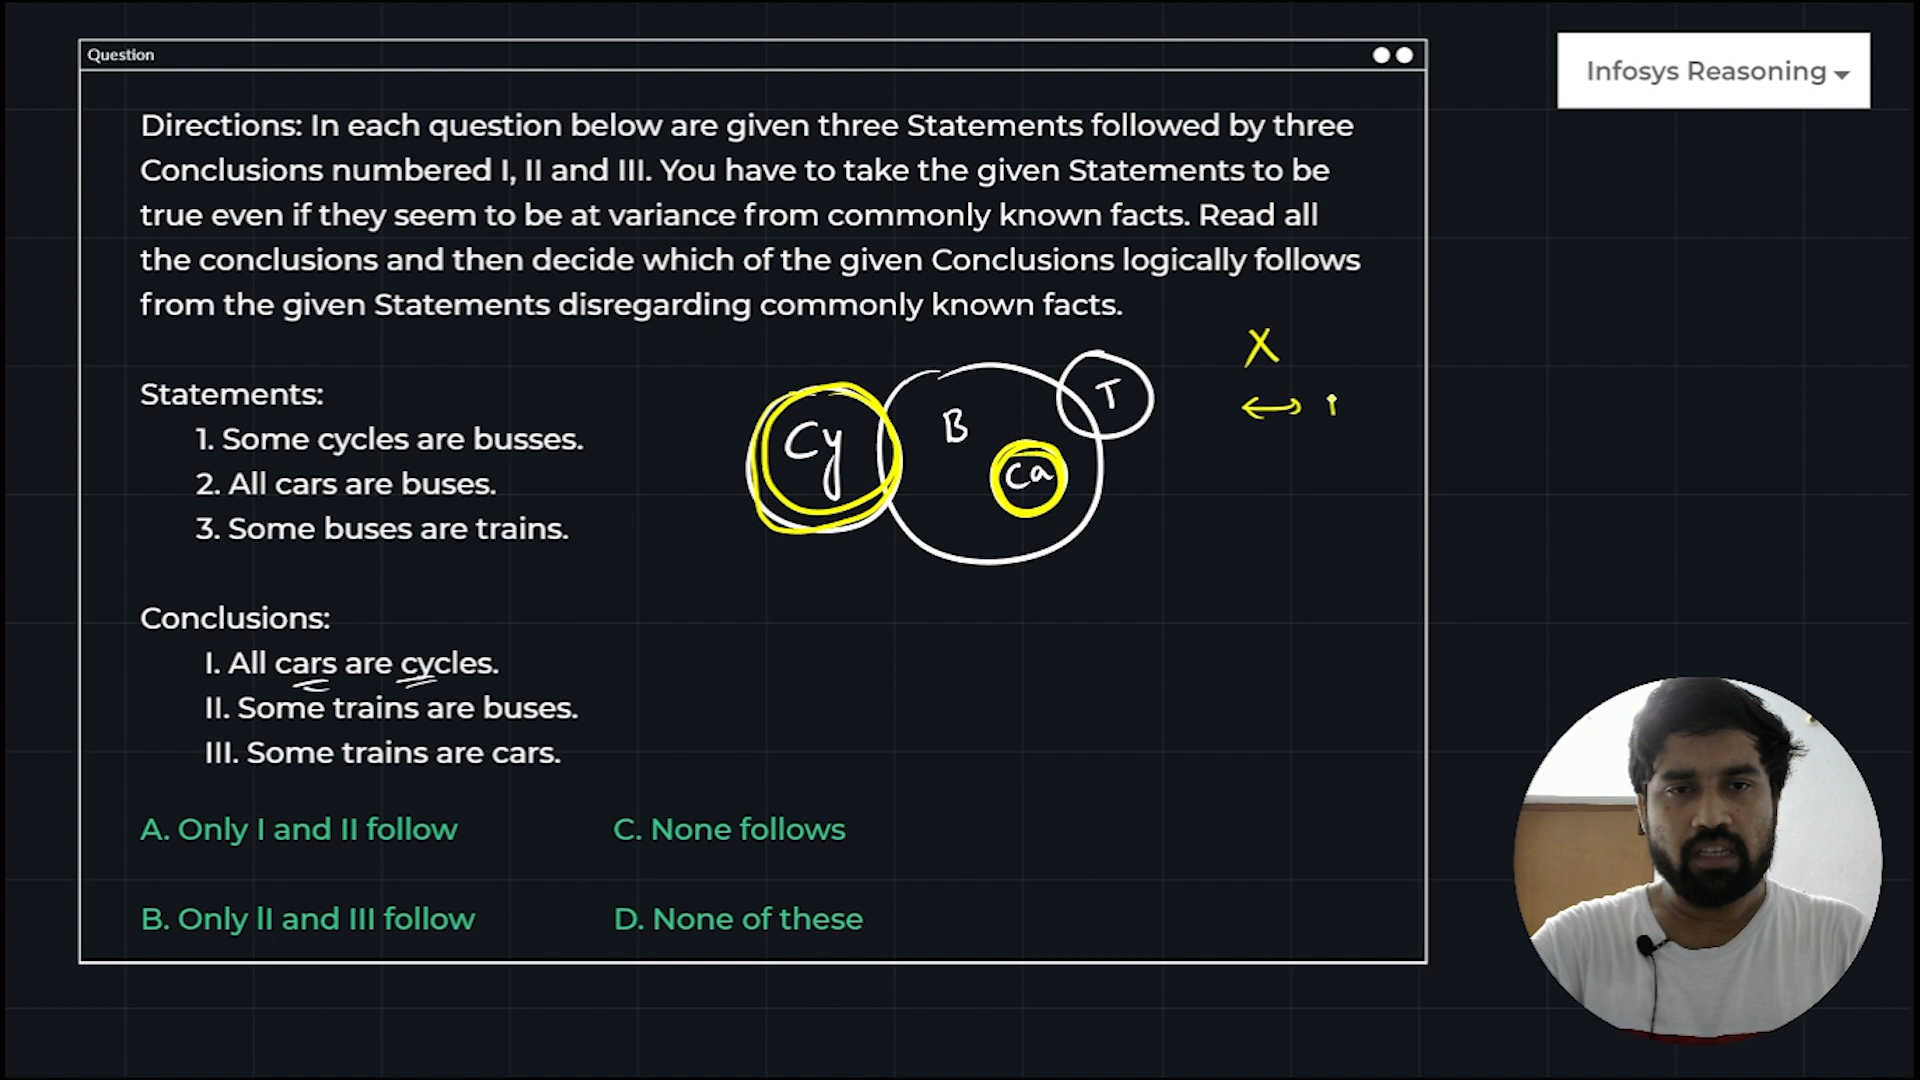 Question
Infosys Reasoning
Directions: In each question below are given three Statements followed by three
Conclusions numbered I, II and III. You have to take the given Statements to be
true even if they seem to be at variance from commonly known facts. Read all
the conclusions and then decide which of the given Conclusions logically follows
from the given Statements disregarding commonly known facts.
X
Statements:
1. Some cycles are busses.
2. All cars are buses.
3. Some buses are trains.
Cy
B
Ca
T
Conclusions:
I. All cars are cycles.
II. Some trains are buses.
III. Some trains are cars.
A. Only I and II follow
C. None follows
B. Only lI and III follow
D. None of these